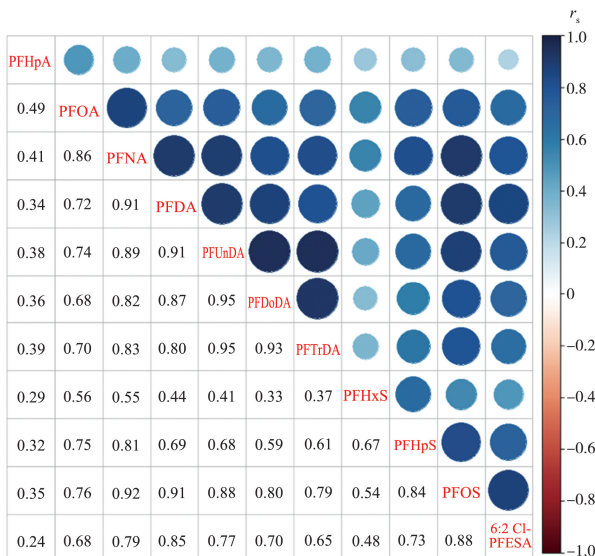 rs
PFHpA
0.49 PFOA
0.41 0.86 PFNA
0.34 0.72 0.91 PFDA
0.38 0.74 0.89 0.91 PFUnDA
0.36 0.68 0.82 0.87 0.95 PFDoDA
0.39 0.70 0.83 0.80 0.95 0.93 PFTrDA
0.29 0.56 0.55 0.44 0.41 0.33 0.37 PFHxS
0.32 0.75 0.81 0.69 0.68 0.59 0.61 0.67 PFHpS
0.35 0.76 0.92 0.91 0.88 0.80 0.79 0.54 0.84 PFOS
0.24 0.68 0.79 0.85 0.77 0.70 0.65 0.48 0.73 0.88 6:2 Cl-
PFESA
1.0
0.8
0.6
0.4
0.2
0
−0.2
−0.4
−0.6
−0.8
−1.0